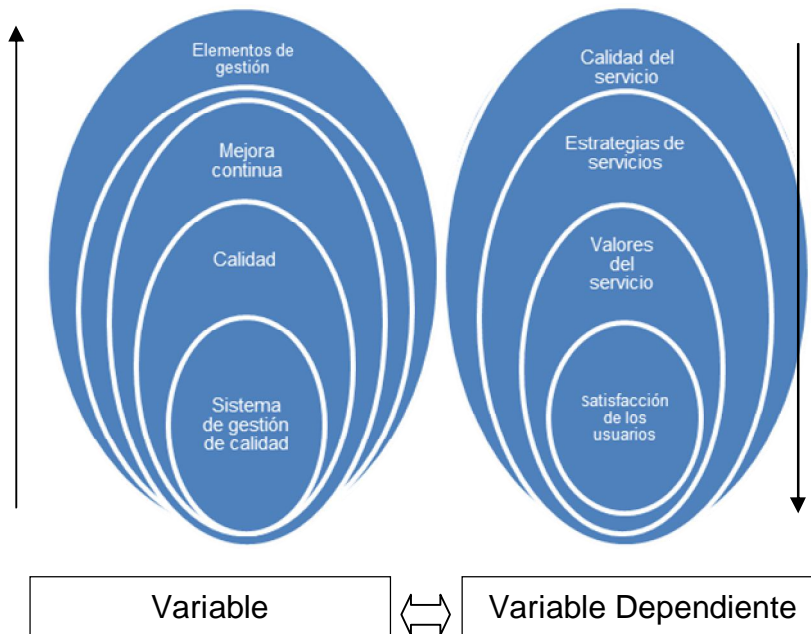 Elementos de
gestión
Mejora
continua
Calidad
Sistema
de gestión
de calidad
Calidad del
servicio
Estrategias de
servicios
Valores
del
servicio
Satisfacción
de los
usuarios
Variable
Variable Dependiente